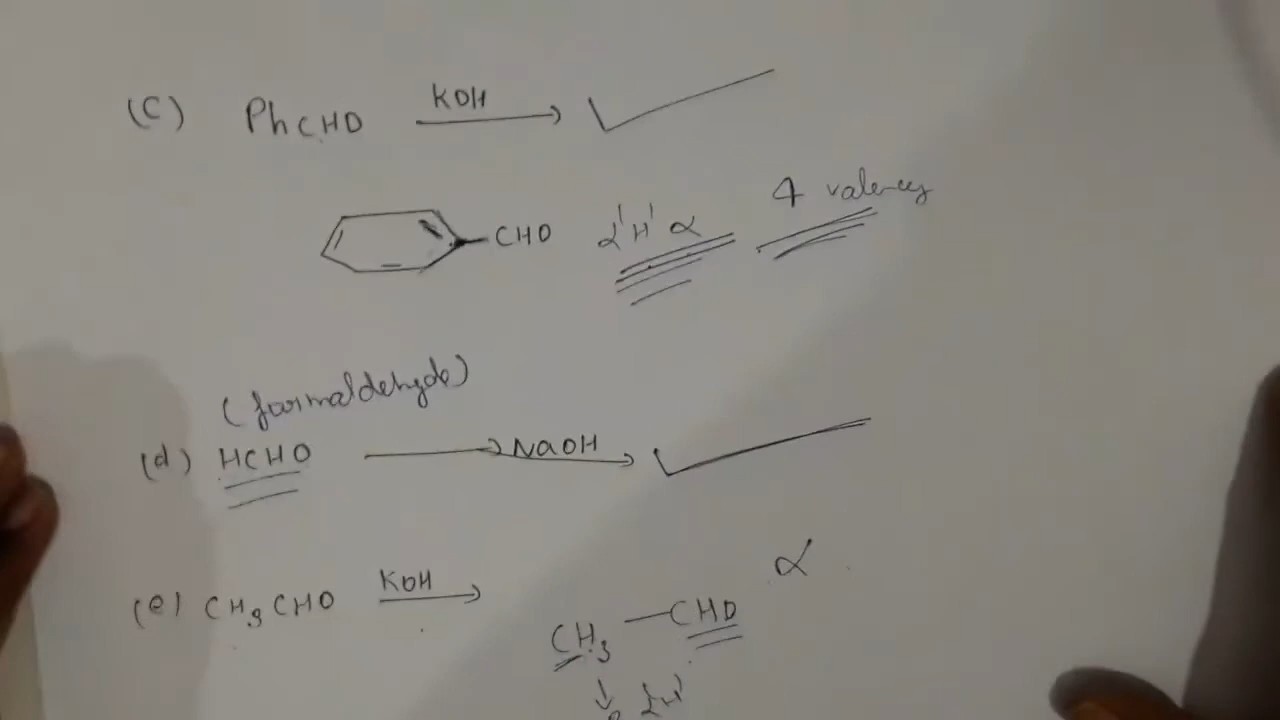 (C) PhCHO KOH
4 valency
CHO α'H' α
(formaldehyde)
(d) HCHO NaOH
(e) CH3CHO KOH
α
CH3 — CHO